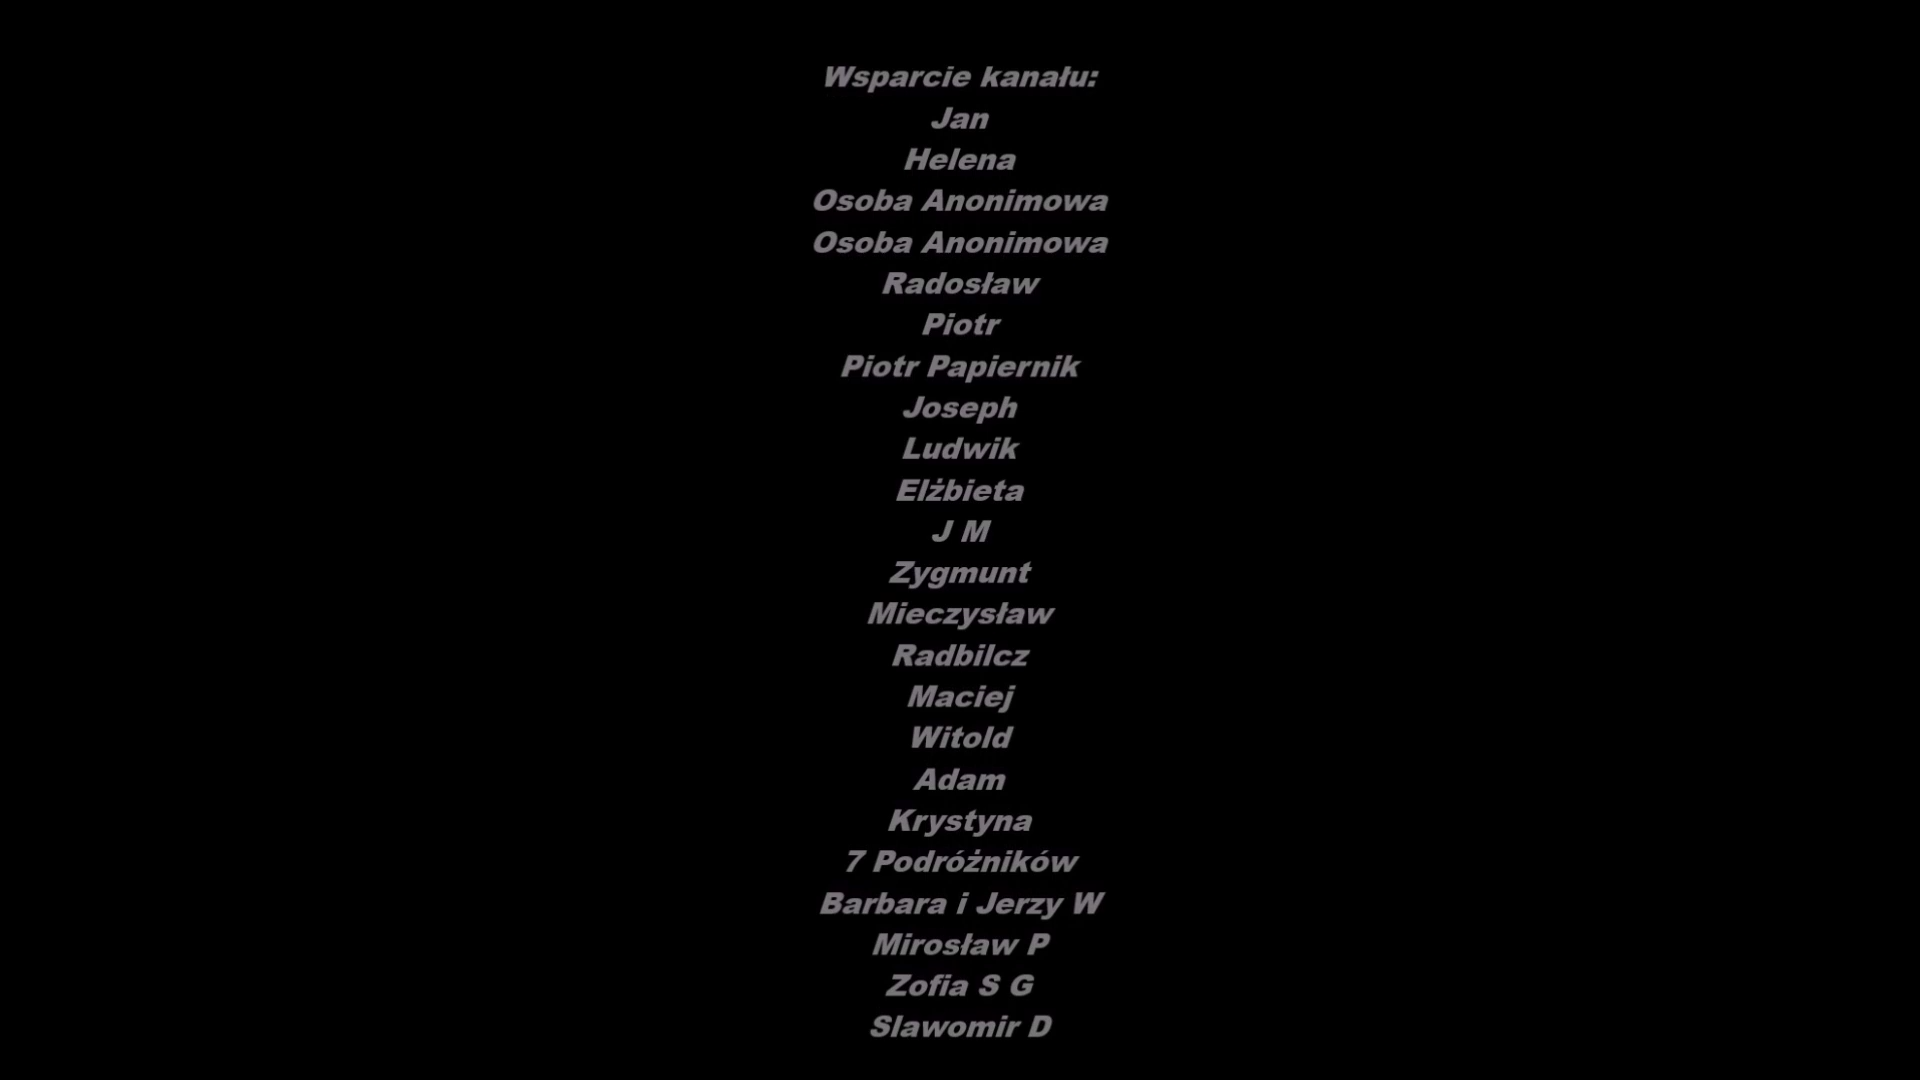 Wsparcie kanału:
Jan
Helena
Osoba Anonimowa
Osoba Anonimowa
Radosław
Piotr
Piotr Papiernik
Joseph
Ludwik
Elżbieta
J M
Zygmunt
Mieczysław
Radbilcz
Maciej
Witold
Adam
Krystyna
7 Podróżników
Barbara i Jerzy W
Mirosław P
Zofia S G
Slawomir D